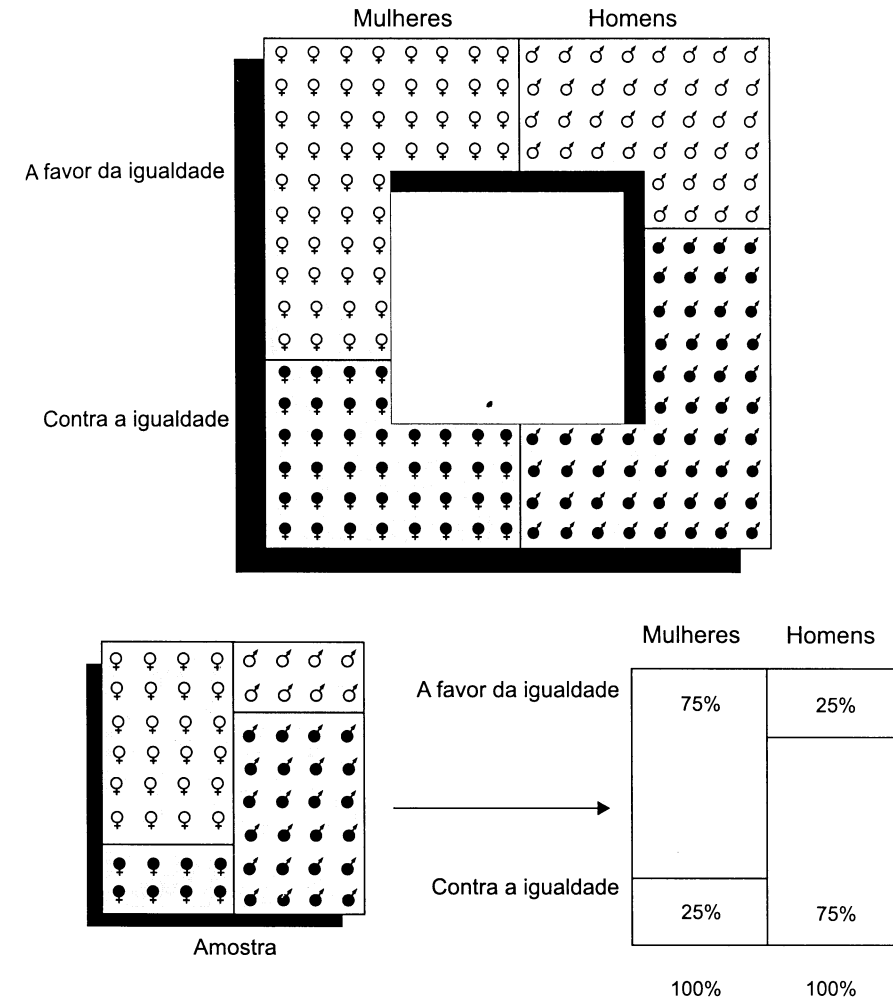 Mulheres Homens
A favor da igualdade
Contra a igualdade
Amostra
Mulheres Homens
A favor da igualdade
75% 25%
Contra a igualdade
25% 75%
100% 100%